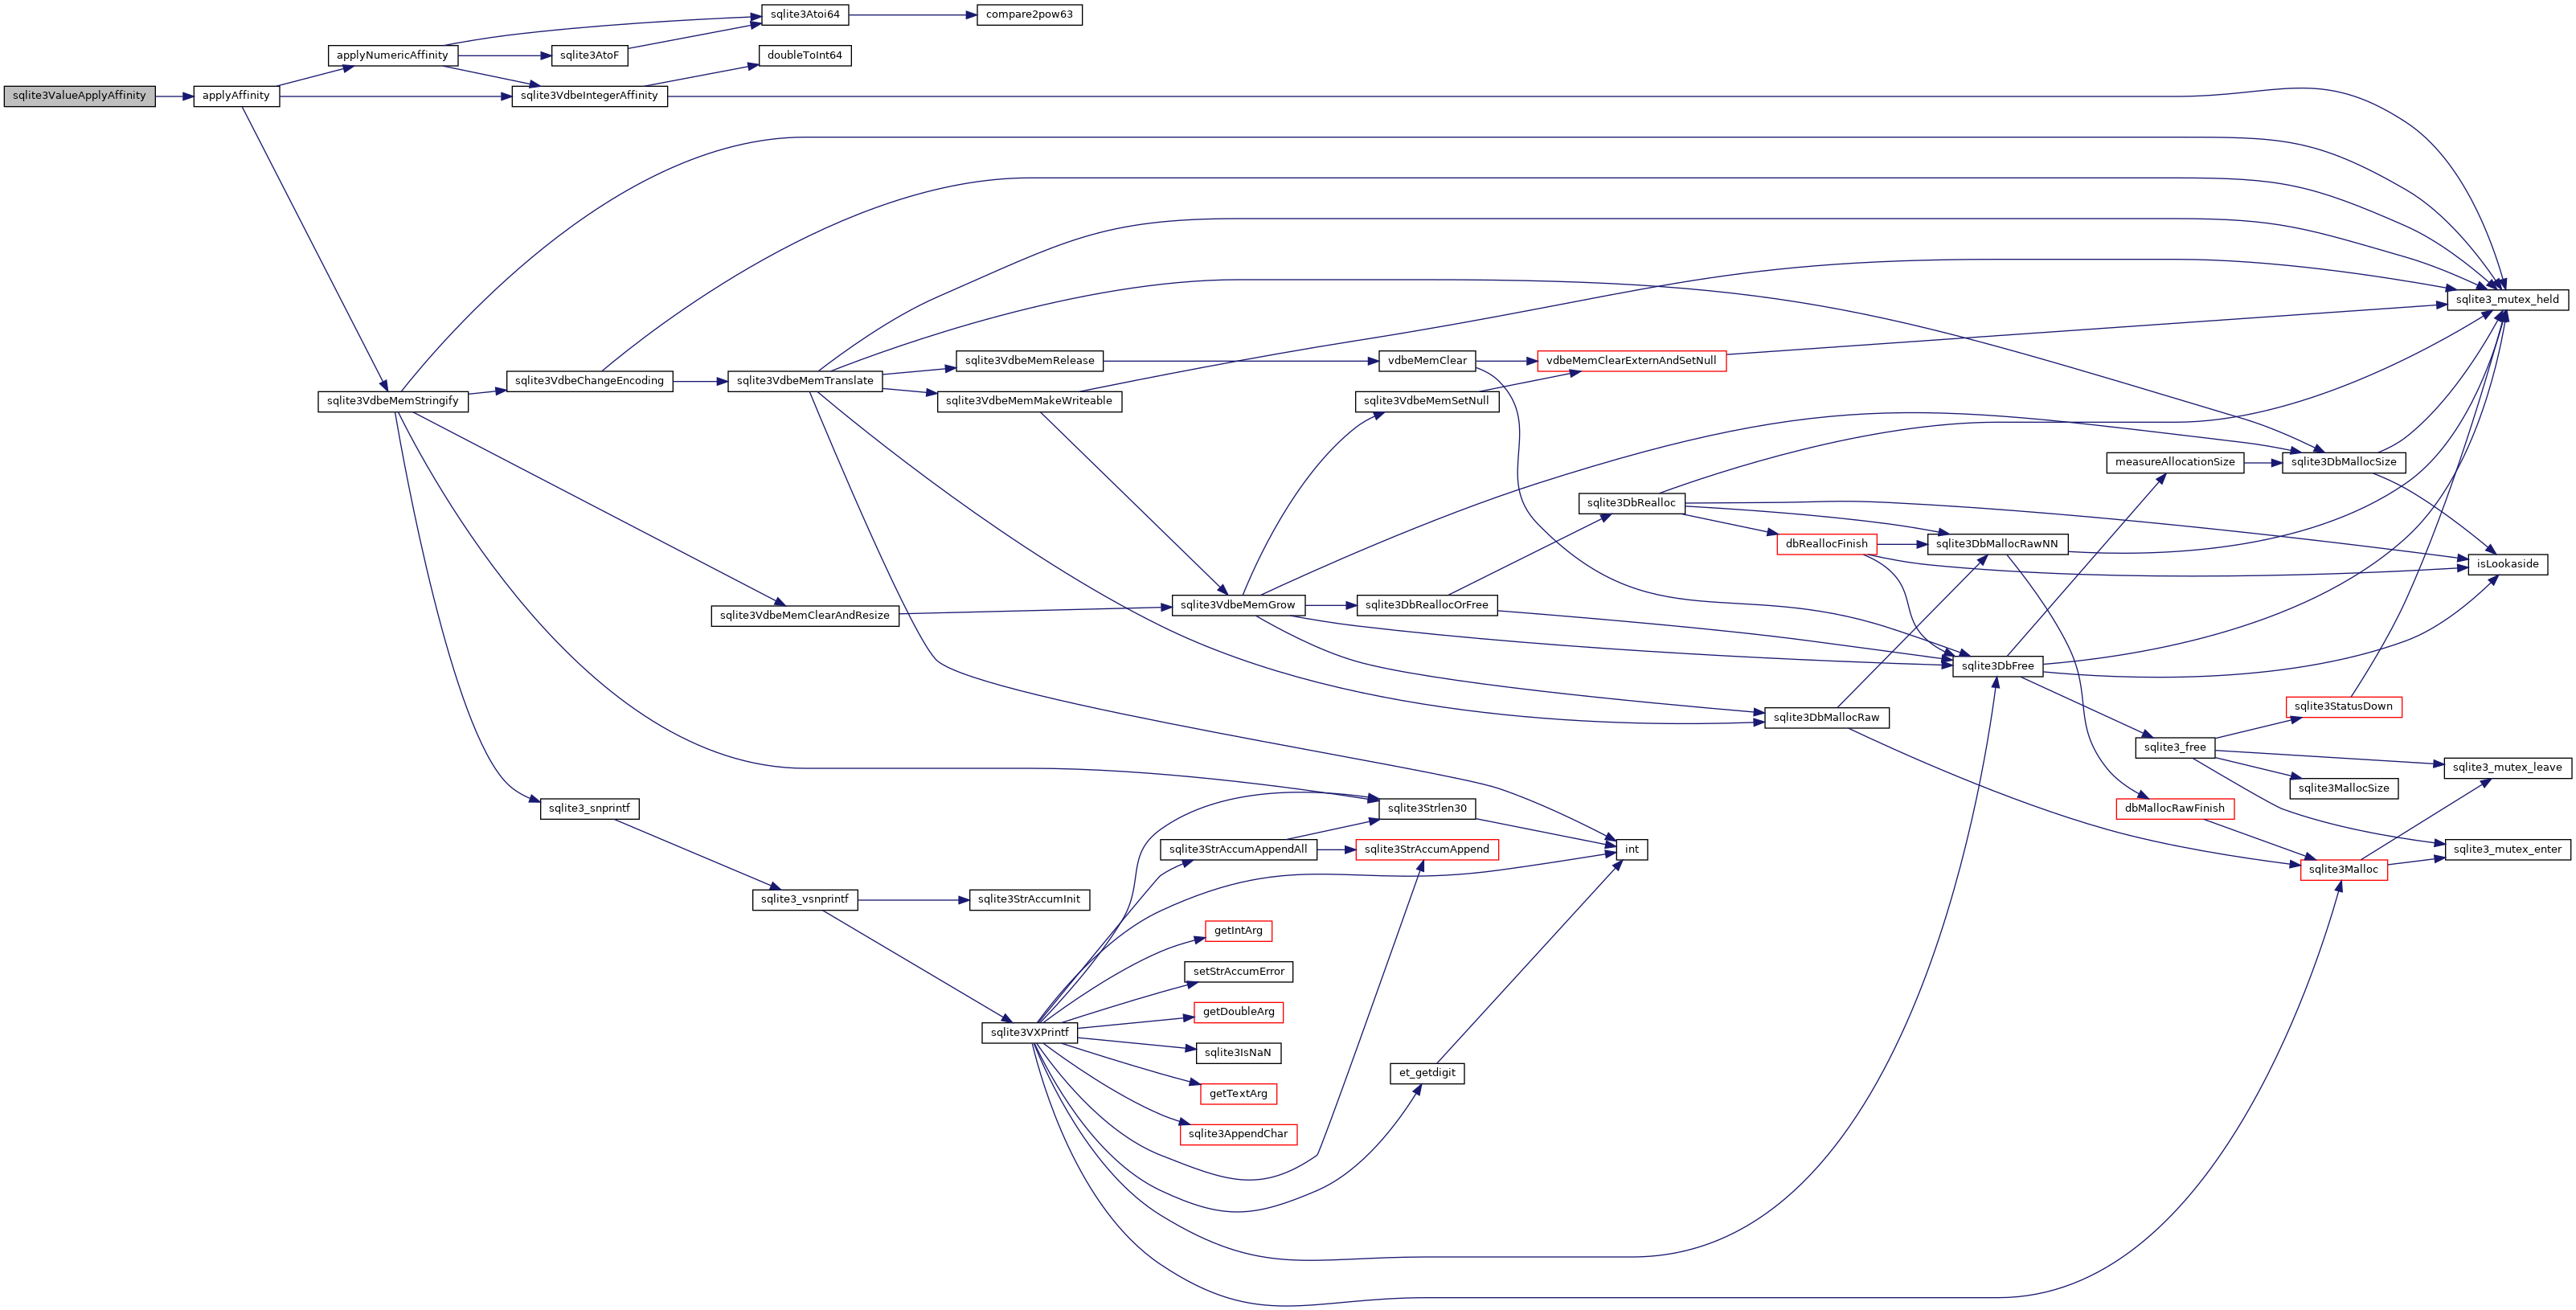 sqlite3Atoi64
compare2pow63
applyNumericAffinity
sqlite3AtoF
doubleToInt64
sqlite3ValueApplyAffinity
applyAffinity
sqlite3VdbeIntegerAffinity
sqlite3_mutex_held
sqlite3VdbeMemRelease
vdbeMemClear
vdbeMemClearExternAndSetNull
sqlite3VdbeChangeEncoding
sqlite3VdbeMemTranslate
sqlite3VdbeMemStringify
sqlite3VdbeMemMakeWriteable
sqlite3VdbeMemSetNull
measureAllocationSize
sqlite3DbMallocSize
sqlite3DbRealloc
dbReallocFinish
sqlite3DbMallocRawNN
isLookaside
sqlite3VdbeMemClearAndResize
sqlite3VdbeMemGrow
sqlite3DbReallocOrFree
sqlite3DbFree
sqlite3StatusDown
sqlite3DbMallocRaw
sqlite3_free
sqlite3_mutex_leave
sqlite3MallocSize
sqlite3_snprintf
sqlite3Strlen30
dbMallocRawFinish
sqlite3StrAccumAppendAll
sqlite3StrAccumAppend
int
sqlite3_mutex_enter
sqlite3Malloc
sqlite3_vsnprintf
sqlite3StrAccumInit
getIntArg
setStrAccumError
getDoubleArg
sqlite3VXPrintf
sqlite3IsNaN
et_getdigit
getTextArg
sqlite3AppendChar